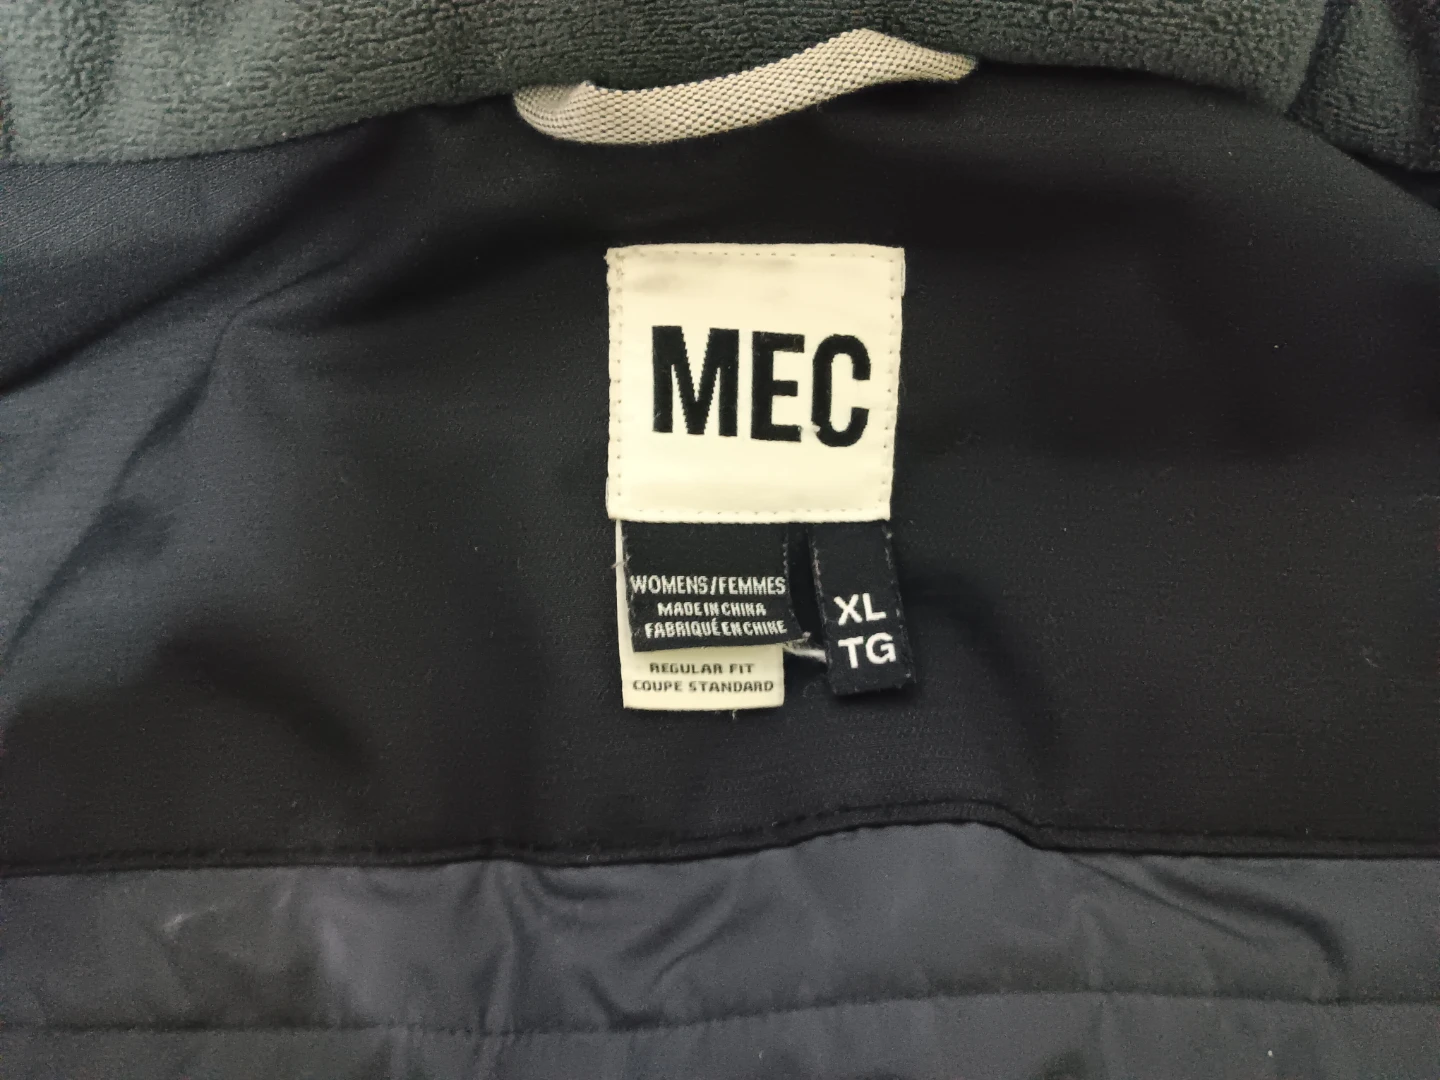 MEC
WOMENS/FEMMES
MADE IN CHINA
FABRIQUÉ EN CHINE
REGULAR FIT
COUPE STANDARD
XL
TG